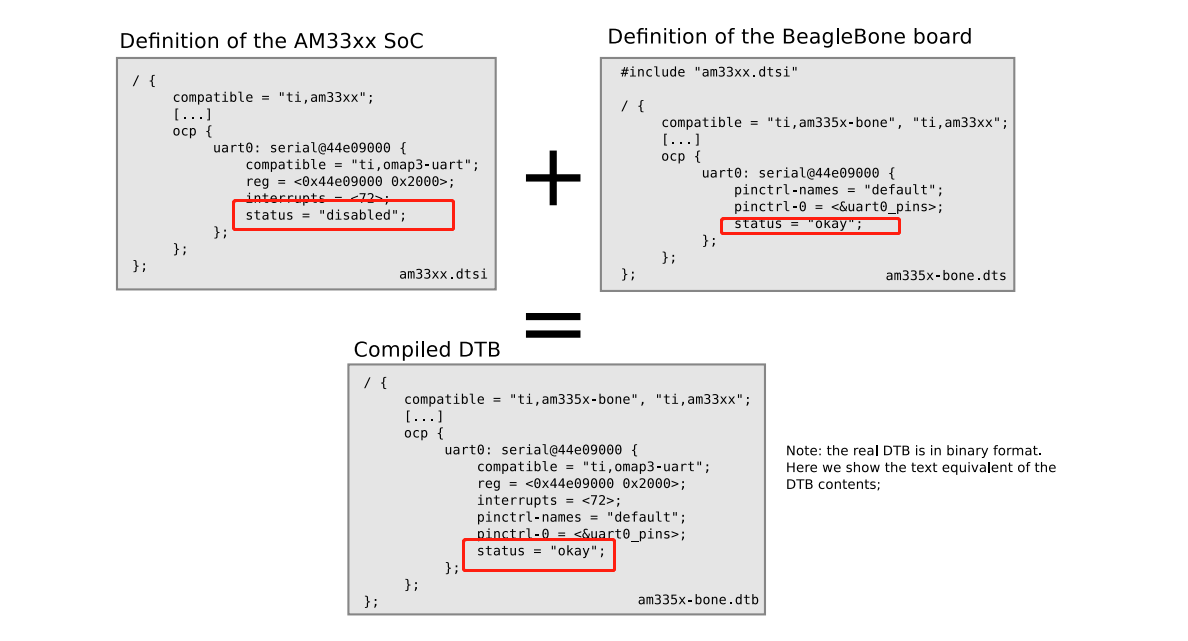 Definition of the AM33xx SoC
/ {
compatible = "ti,am33xx";
[...]
ocp {
uart0: serial@44e09000 {
compatible = "ti,omap3-uart";
reg = <0x44e09000 0x2000>;
interrupts = <72>;
status = "disabled";
};
};
};
am33xx.dtsi
+
Definition of the BeagleBone board
#include "am33xx.dtsi"
/ {
compatible = "ti,am335x-bone", "ti,am33xx";
[...]
ocp {
uart0: serial@44e09000 {
pinctrl-names = "default";
pinctrl-0 = <&uart0_pins>;
status = "okay";
};
};
};
am335x-bone.dts
=
Compiled DTB
/ {
compatible = "ti,am335x-bone", "ti,am33xx";
[...]
ocp {
uart0: serial@44e09000 {
compatible = "ti,omap3-uart";
reg = <0x44e09000 0x2000>;
interrupts = <72>;
pinctrl-names = "default";
pinctrl-0 = <&uart0_pins>;
status = "okay";
};
};
};
am335x-bone.dtb
Note: the real DTB is in binary format.
Here we show the text equivalent of the
DTB contents;